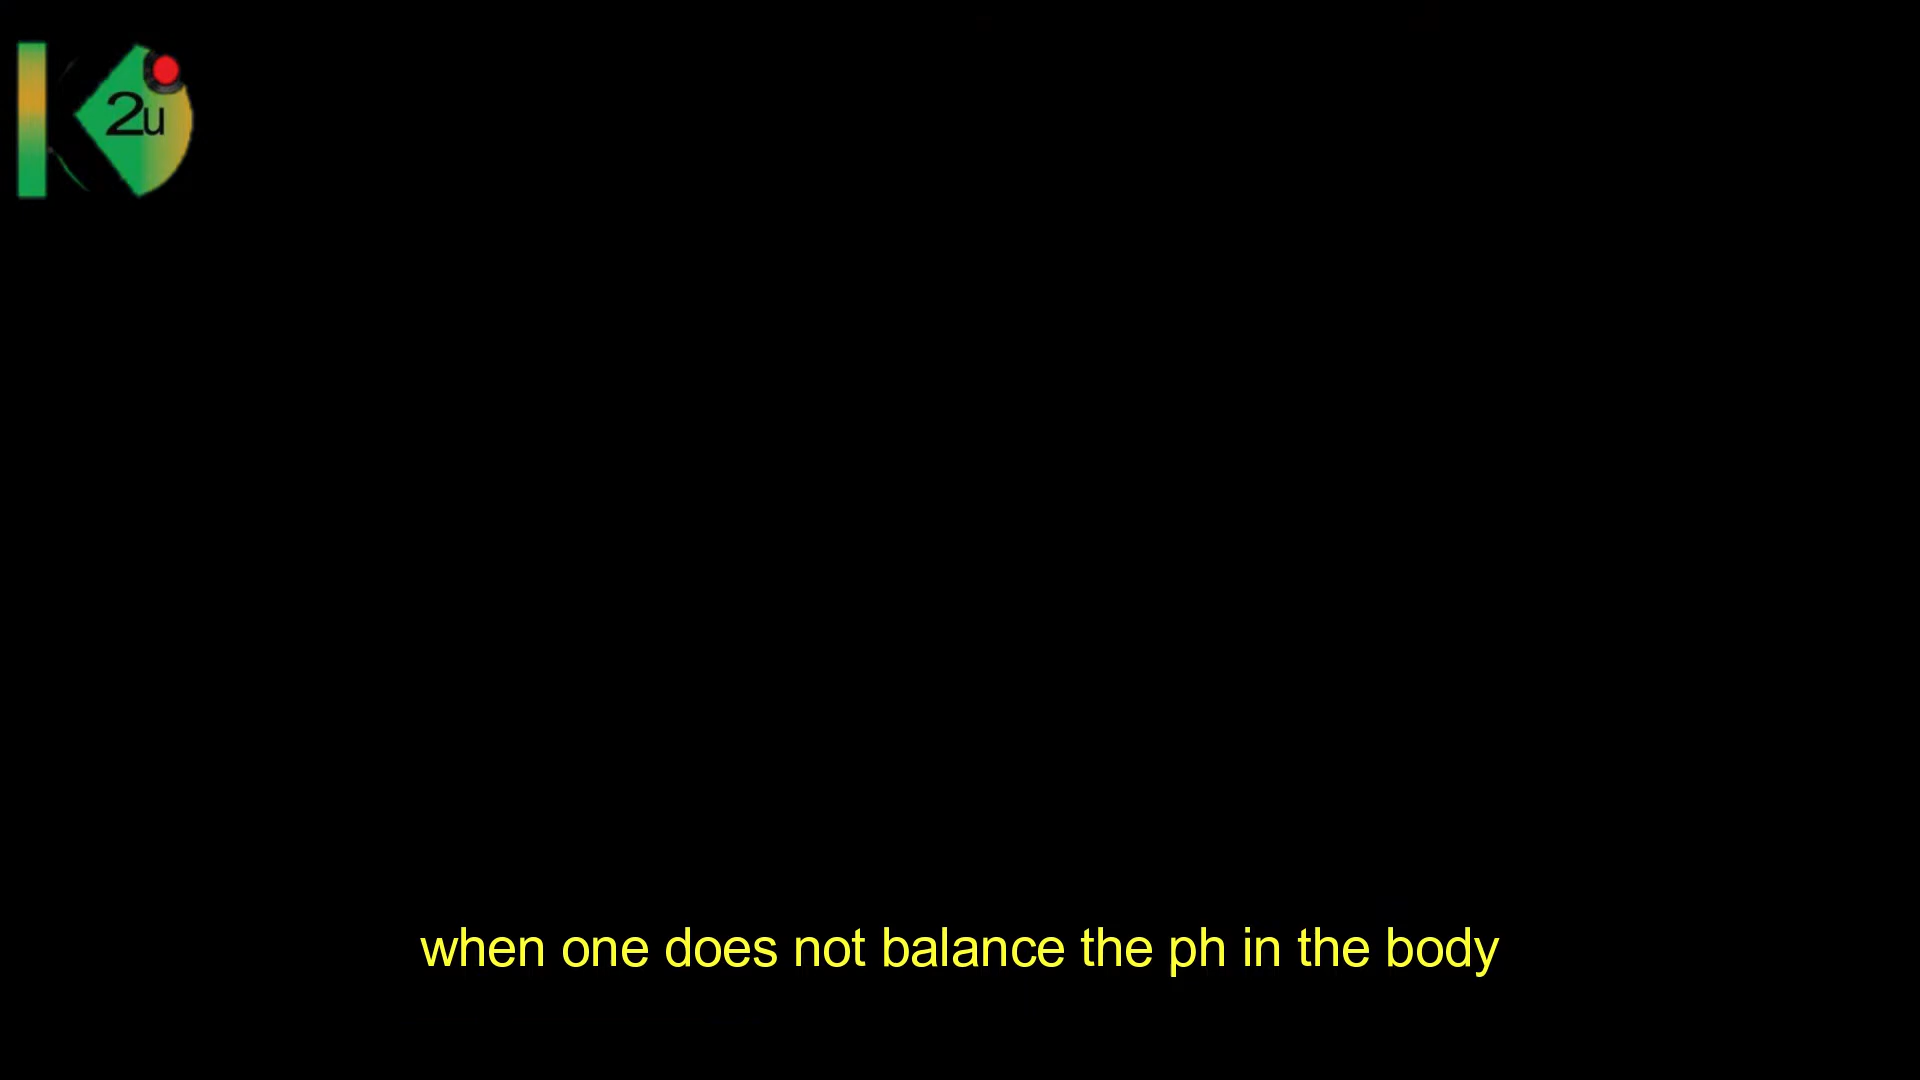 K
2u
when one does not balance the ph in the body